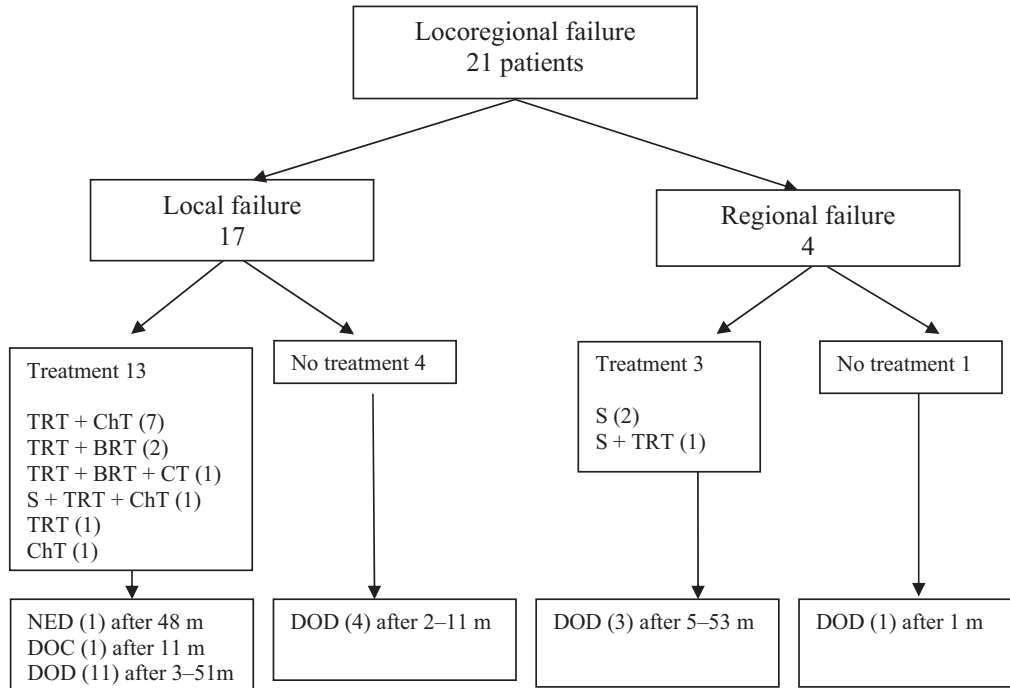 Locoregional failure
21 patients
Local failure
17
Regional failure
4
Treatment 13
TRT + ChT (7)
TRT + BRT (2)
TRT + BRT + CT (1)
S + TRT + ChT (1)
TRT (1)
ChT (1)
No treatment 4
Treatment 3
S (2)
S + TRT (1)
No treatment 1
NED (1) after 48 m
DOC (1) after 11 m
DOD (11) after 3–51m
DOD (4) after 2–11 m
DOD (3) after 5–53 m
DOD (1) after 1 m